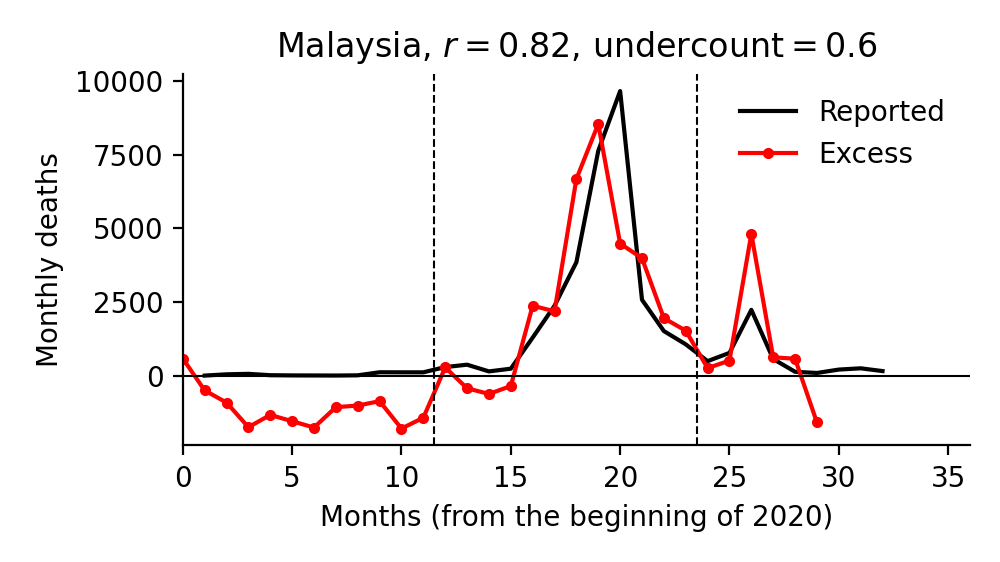 Malaysia, r = 0.82, undercount = 0.6
10000
7500
5000
2500
0
Monthly deaths
Reported
Excess
0 5 10 15 20 25 30 35
Months (from the beginning of 2020)